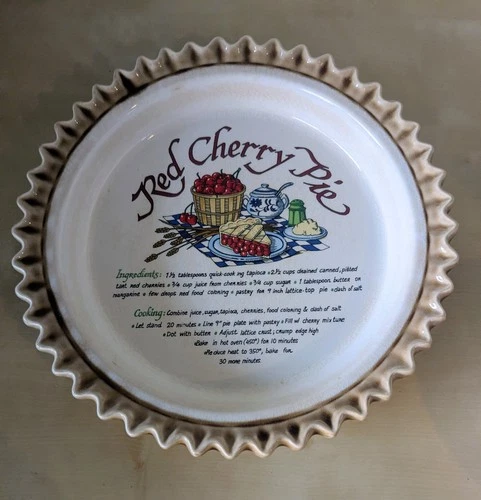 Red Cherry Pie
Ingredients: 1½ tablespoons quick-cooking tapioca • 2½ cups drained canned, pitted
tart red cherries • ¾ cup juice from cherries • ¾ cup sugar • 1 tablespoon butter or
margarine • few drops red food coloring • pastry for 9 inch lattice-top pie • dash of salt
Cooking: Combine juice, sugar, tapioca, cherries, food coloring & dash of salt
• Let stand 20 minutes • Line 9" pie plate with pastry • Fill w/ cherry mixture
• Dot with butter • Adjust lattice crust; crimp edge high
Bake in hot oven (450°) for 10 minutes
•Reduce heat to 350°, bake for
30 more minutes